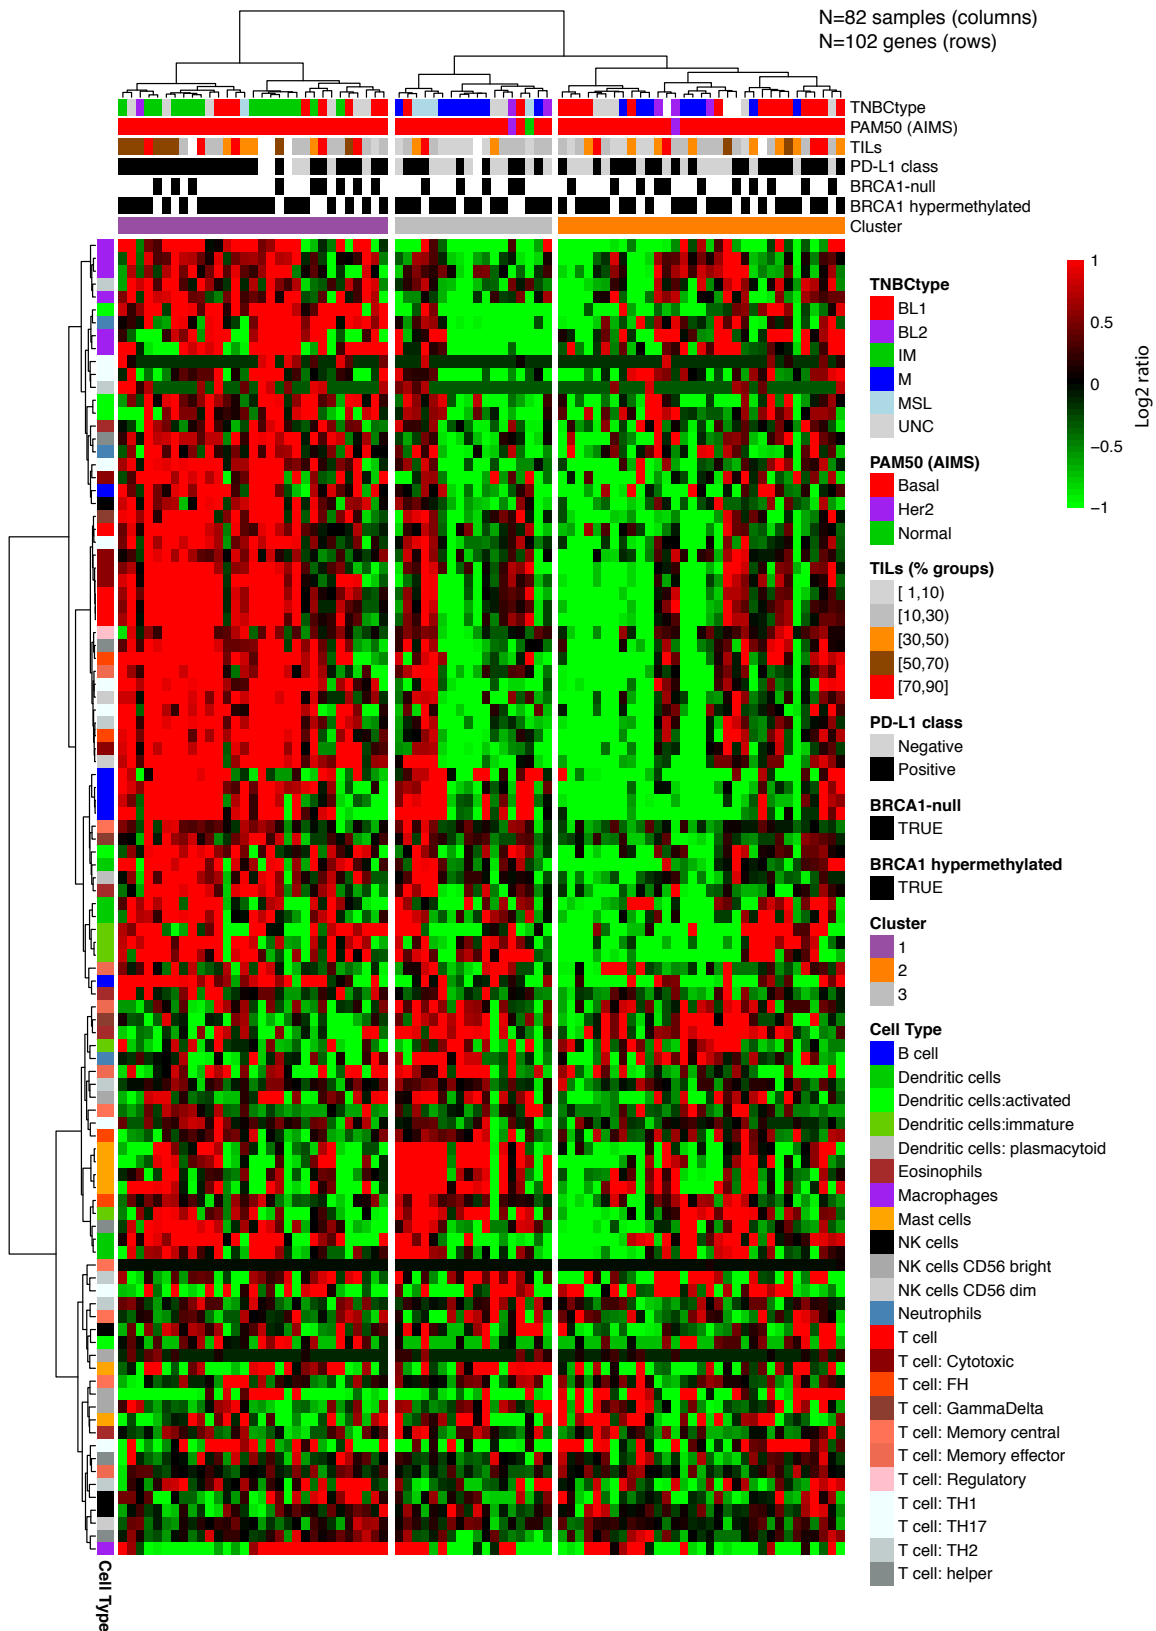 N=82 samples (columns)
N=102 genes (rows)
TNBCtype
PAM50 (AIMS)
TILs
PD-L1 class
BRCA1-null
BRCA1 hypermethylated
Cluster
TNBCtype
BL1
BL2
IM
M
MSL
UNC
PAM50 (AIMS)
Basal
Her2
Normal
TILs (% groups)
[ 1,10)
[10,30)
[30,50)
[50,70)
[70,90]
PD-L1 class
Negative
Positive
BRCA1-null
TRUE
BRCA1 hypermethylated
TRUE
Cluster
1
2
3
Cell Type
B cell
Dendritic cells
Dendritic cells:activated
Dendritic cells:immature
Dendritic cells: plasmacytoid
Eosinophils
Macrophages
Mast cells
NK cells
NK cells CD56 bright
NK cells CD56 dim
Neutrophils
T cell
T cell: Cytotoxic
T cell: FH
T cell: GammaDelta
T cell: Memory central
T cell: Memory effector
T cell: Regulatory
T cell: TH1
T cell: TH17
T cell: TH2
T cell: helper
1
0.5
0
−0.5
−1
Log2 ratio
Cell Type